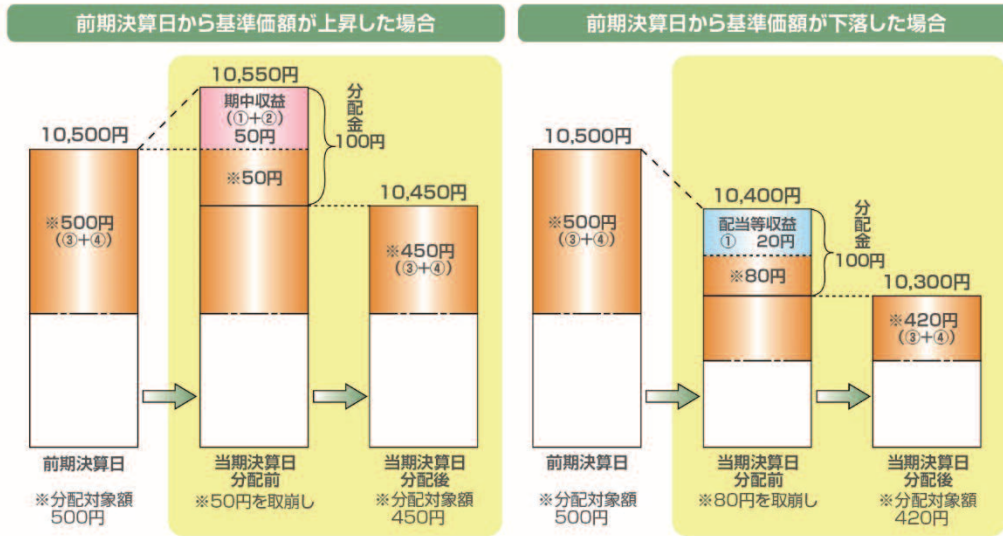 前期決算日から基準価額が上昇した場合
10,550円
期中収益
(①+②)
50円
分配金
100円
10,500円
※50円
10,450円
※500円
(③+④)
※450円
(③+④)
前期決算日
当期決算日
分配前
当期決算日
分配後
※分配対象額
500円
※50円を取崩し
※分配対象額
450円
前期決算日から基準価額が下落した場合
10,500円
10,400円
配当等収益
① 20円
分配金
100円
※500円
(③+④)
※80円
10,300円
※420円
(③+④)
前期決算日
当期決算日
分配前
当期決算日
分配後
※分配対象額
500円
※80円を取崩し
※分配対象額
420円